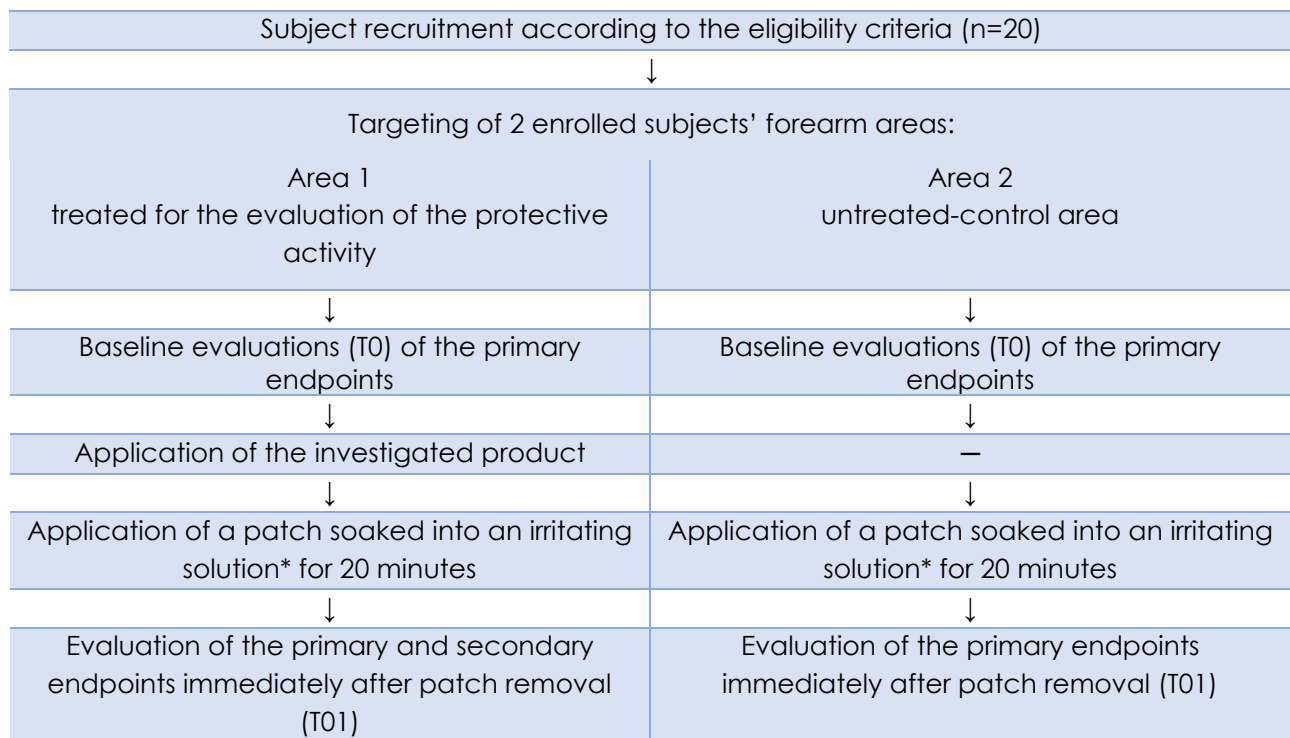 Subject recruitment according to the eligibility criteria (n=20)
↓
Targeting of 2 enrolled subjects’ forearm areas:
Area 1
treated for the evaluation of the protective
activity
Area 2
untreated-control area
↓
↓
Baseline evaluations (T0) of the primary
endpoints
Baseline evaluations (T0) of the primary
endpoints
↓
↓
Application of the investigated product
—
↓
↓
Application of a patch soaked into an irritating
solution* for 20 minutes
Application of a patch soaked into an irritating
solution* for 20 minutes
↓
↓
Evaluation of the primary and secondary
endpoints immediately after patch removal
(T01)
Evaluation of the primary endpoints
immediately after patch removal (T01)